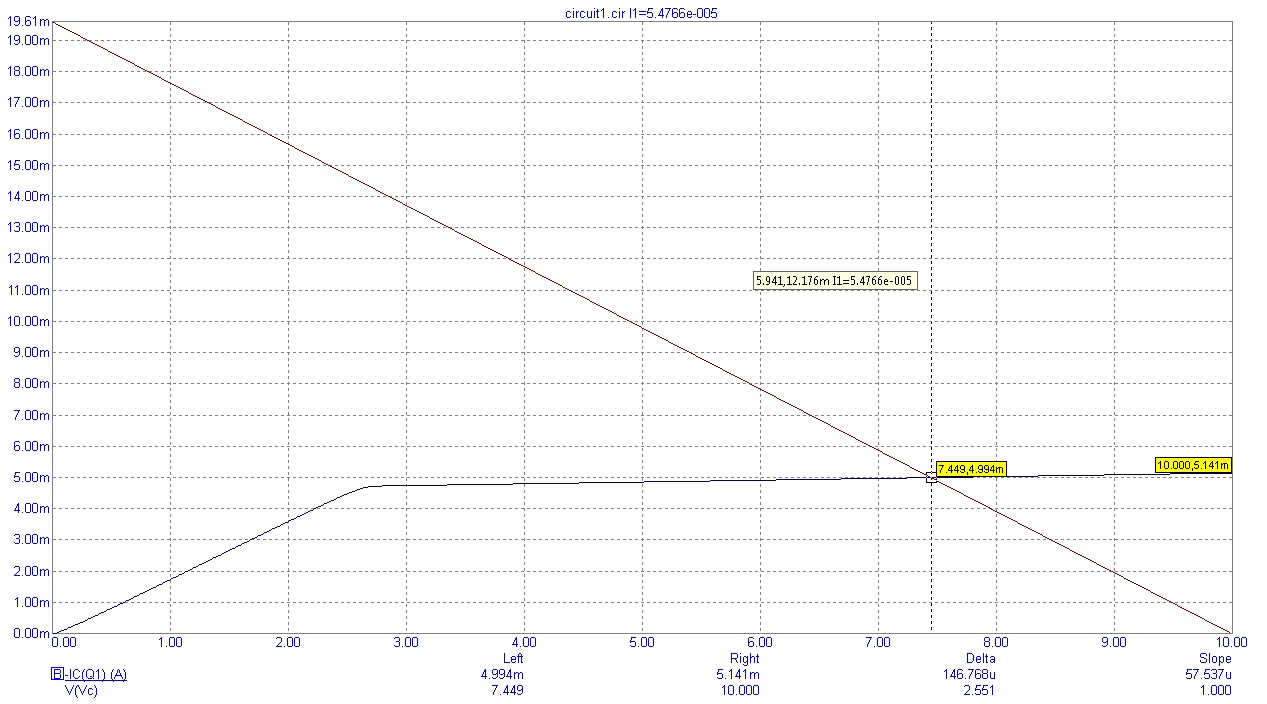 circuit1.cir I1=5.4766e-005
19.61m
19.00m
18.00m
17.00m
16.00m
15.00m
14.00m
13.00m
12.00m
5.941,12.176m I1=5.4766e-005
11.00m
10.00m
9.00m
8.00m
7.00m
6.00m
7.449,4.994m
10.000,5.141m
5.00m
4.00m
3.00m
2.00m
1.00m
0.00m
0.00 1.00 2.00 3.00 4.00 5.00 6.00 7.00 8.00 9.00 10.00
Left Right Delta Slope
B -IC(Q1) (A) 4.994m 5.141m 146.768u 57.537u
V(Vc) 7.449 10.000 2.551 1.000